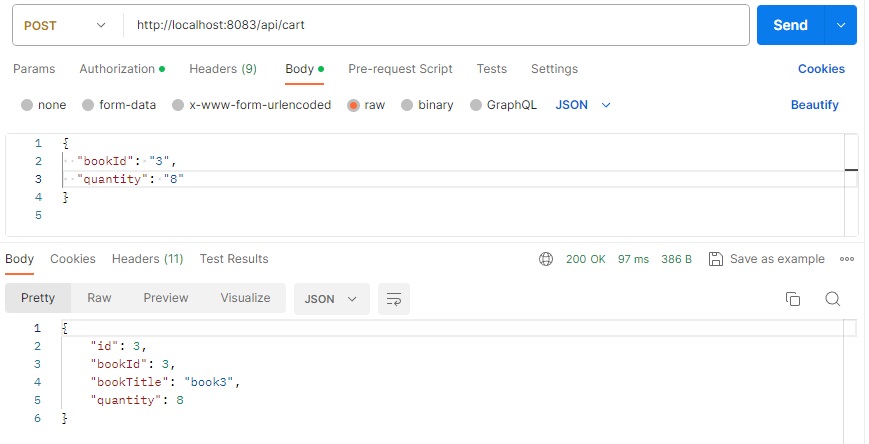 POST http://localhost:8083/api/cart Send
Params Authorization Headers (9) Body Pre-request Script Tests Settings Cookies
none form-data x-www-form-urlencoded raw binary GraphQL JSON Beautify
1 {
2 "bookId": "3",
3 "quantity": "8"
4 }
5
Body Cookies Headers (11) Test Results 200 OK 97 ms 386 B Save as example
Pretty Raw Preview Visualize JSON
1 {
2 "id": 3,
3 "bookId": 3,
4 "bookTitle": "book3",
5 "quantity": 8
6 }